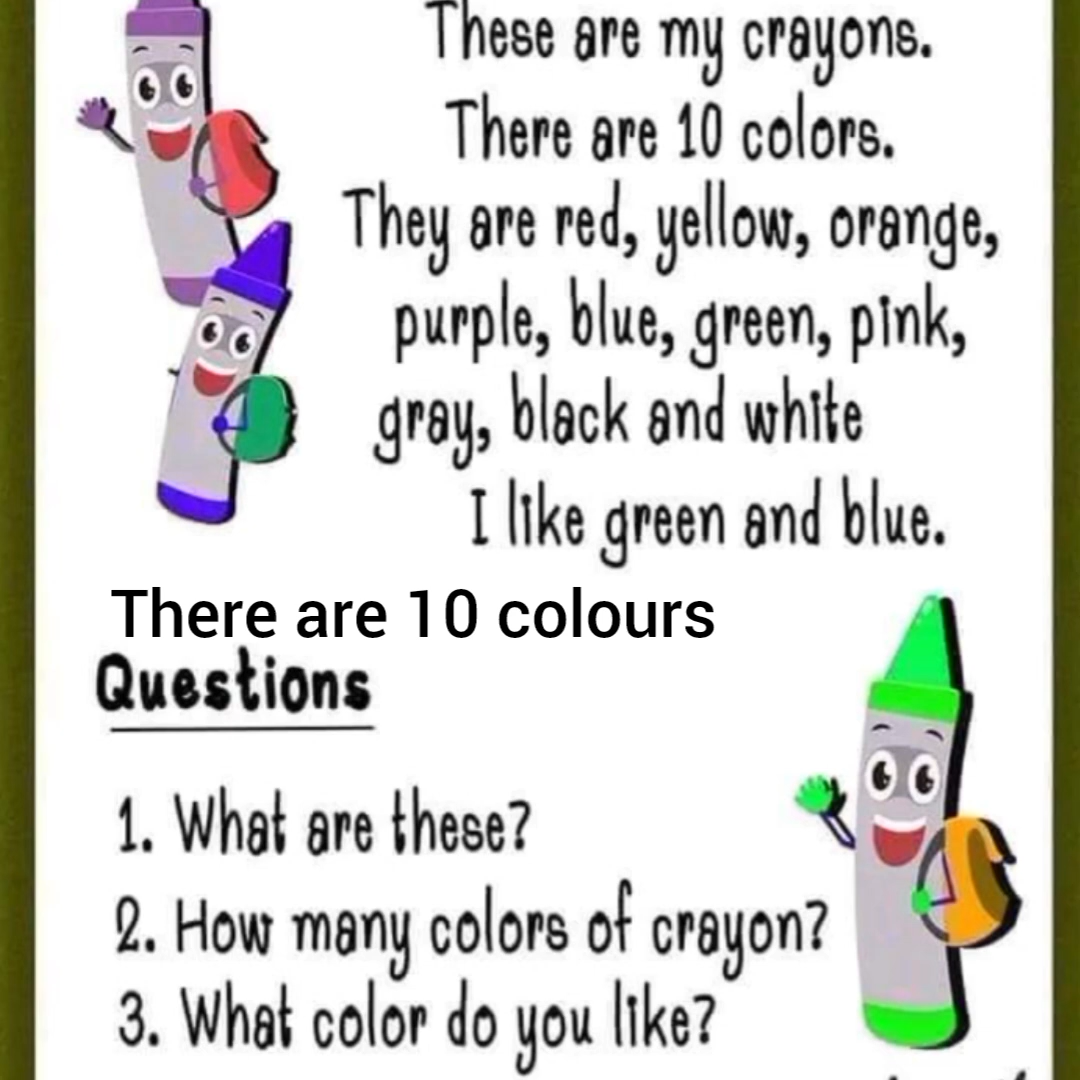 These are my crayons.
There are 10 colors.
They are red, yellow, orange,
purple, blue, green, pink,
gray, black and white
I like green and blue.
There are 10 colours
Questions
1. What are these?
2. How many colors of crayon?
3. What color do you like?